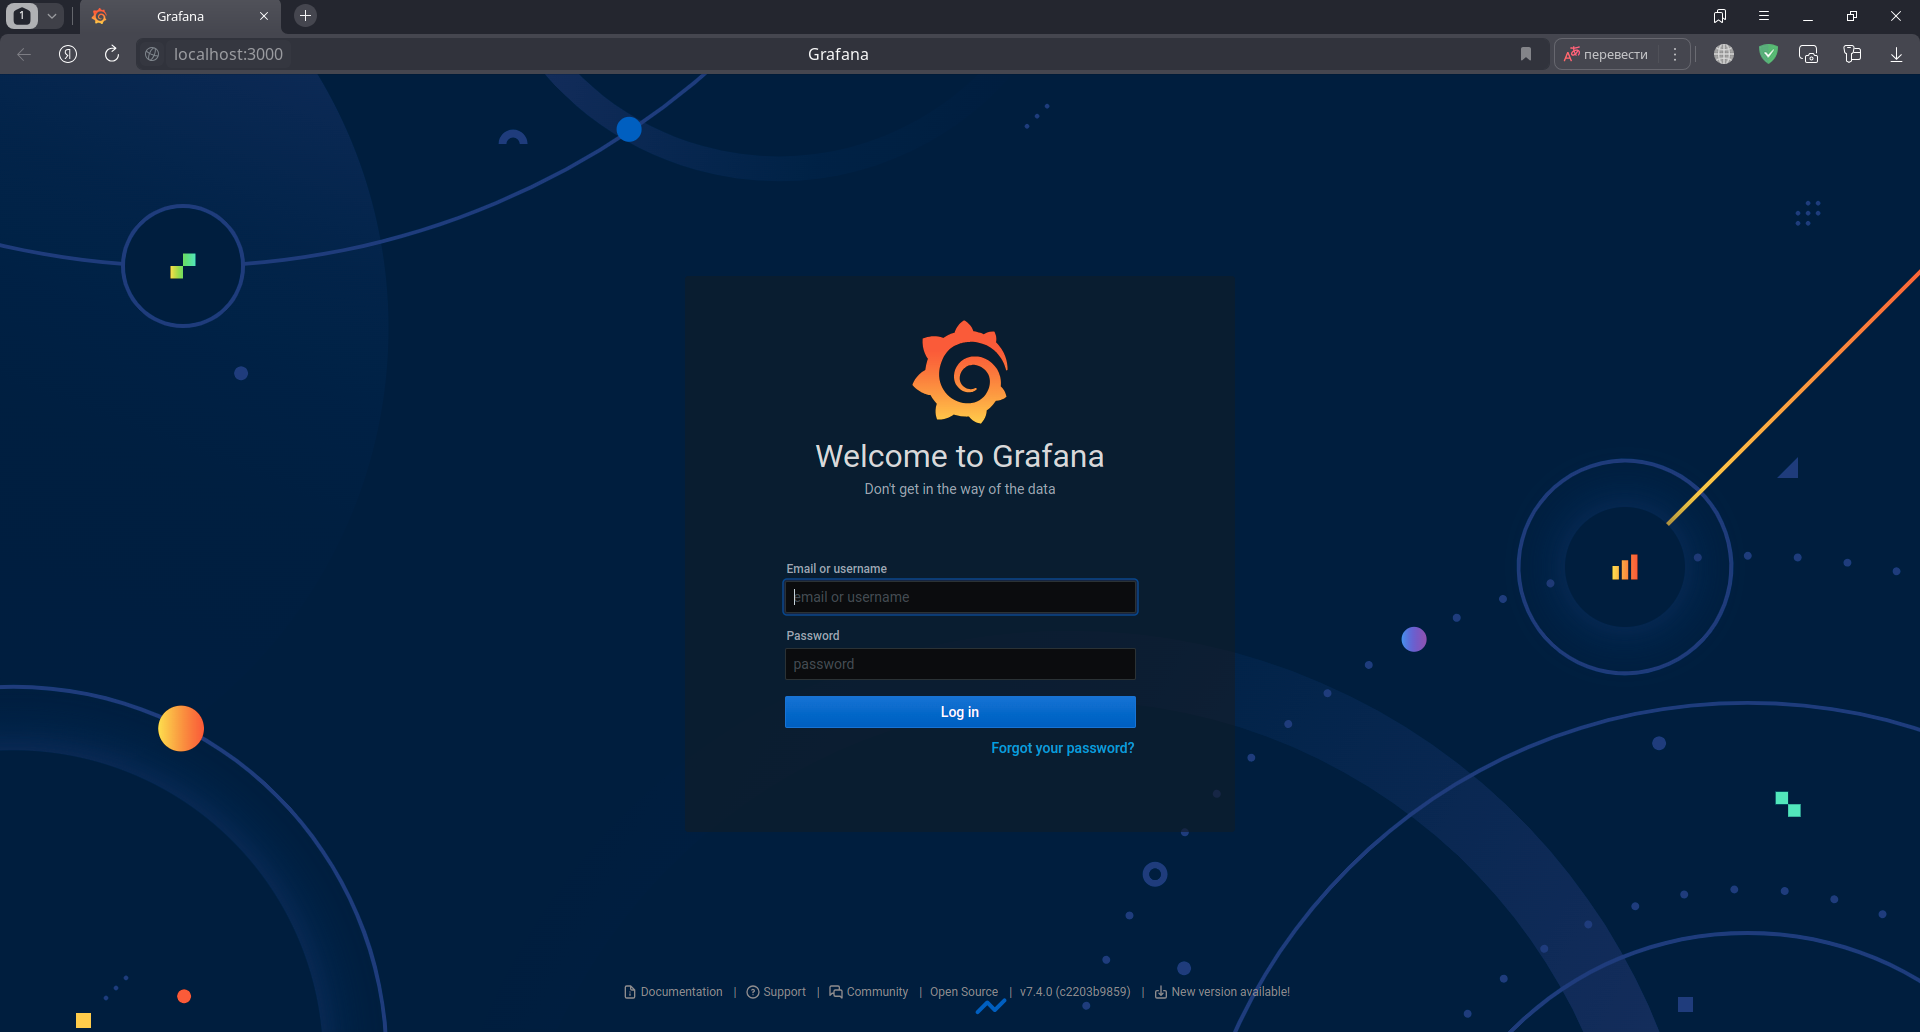 1
Grafana
localhost:3000
Grafana
перевести
Welcome to Grafana
Don't get in the way of the data
Email or username
email or username
Password
password
Log in
Forgot your password?
Documentation | Support | Community | Open Source | v7.4.0 (c2203b9859) | New version available!